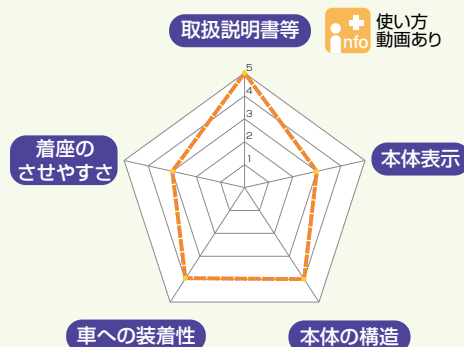 取扱説明書等
info
使い方
動画あり
5
4
3
2
1
着座の
させやすさ
本体表示
車への装着性
本体の構造